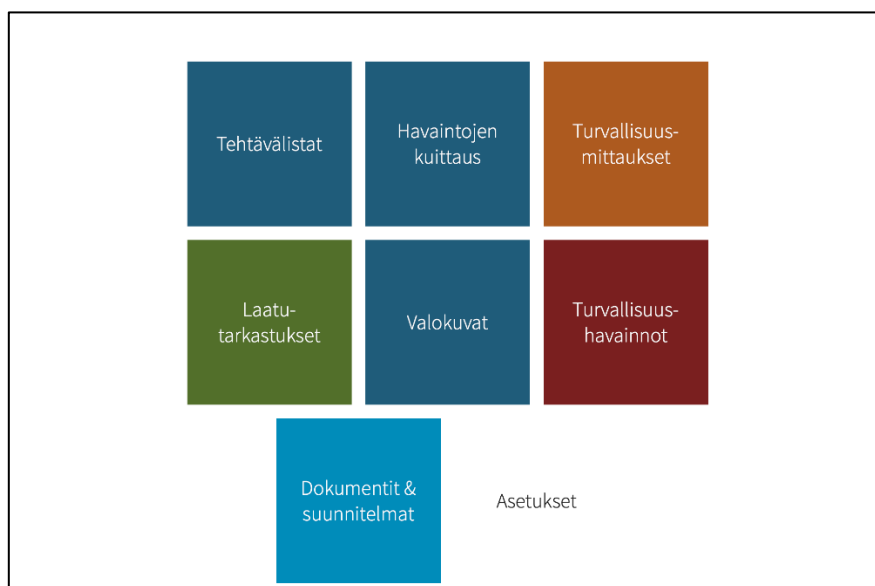 Tehtävälistat
Havaintojen
kuittaus
Turvallisuus-
mittaukset
Laatu-
tarkastukset
Valokuvat
Turvallisuus-
havainnot
Dokumentit &
suunnitelmat
Asetukset